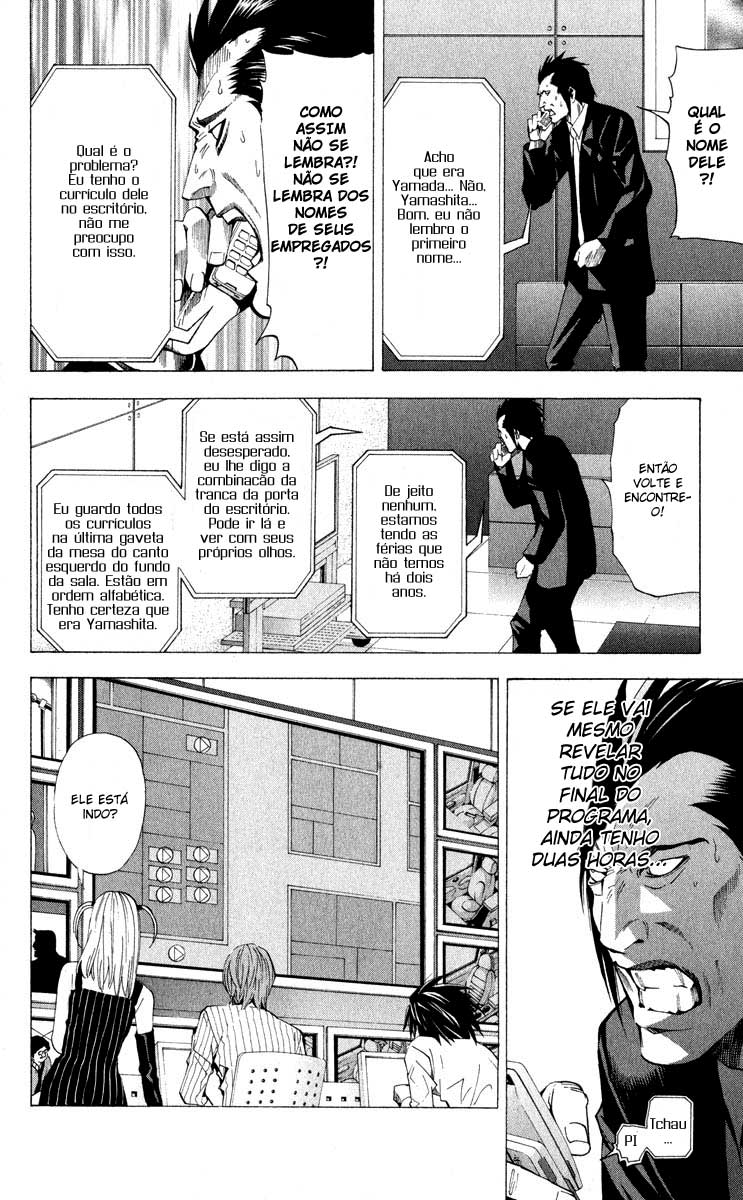 QUAL
É O
NOME
DELE
?!
Acho
que era
Yamada... Não,
Yamashita...
Bom, eu não
lembro o
primeiro
nome...
COMO
ASSIM
NÃO SE
LEMBRA?!
NÃO SE
LEMBRA DOS
NOMES
DE SEUS
EMPREGADOS
?!
Qual é o
problema?
Eu tenho o
currículo dele
no escritório,
não me
preocupo
com isso.
ENTÃO
VOLTE E
ENCONTRE-
O!
De jeito
nenhum,
estamos
tendo as
férias que
não temos
há dois
anos.
Se está assim
desesperado,
eu lhe digo a
combinacão da
tranca da porta
do escritório.
Pode ir lá e
ver com seus
próprios olhos.
Eu guardo todos
os currículos
na última gaveta
da mesa do canto
esquerdo do fundo
da sala. Estão em
ordem alfabética.
Tenho certeza que
era Yamashita.
SE ELE VAI
MESMO
REVELAR
TUDO NO
FINAL DO
PROGRAMA,
AINDA TENHO
DUAS HORAS...
Tchau
...
PI
ELE ESTÁ
INDO?